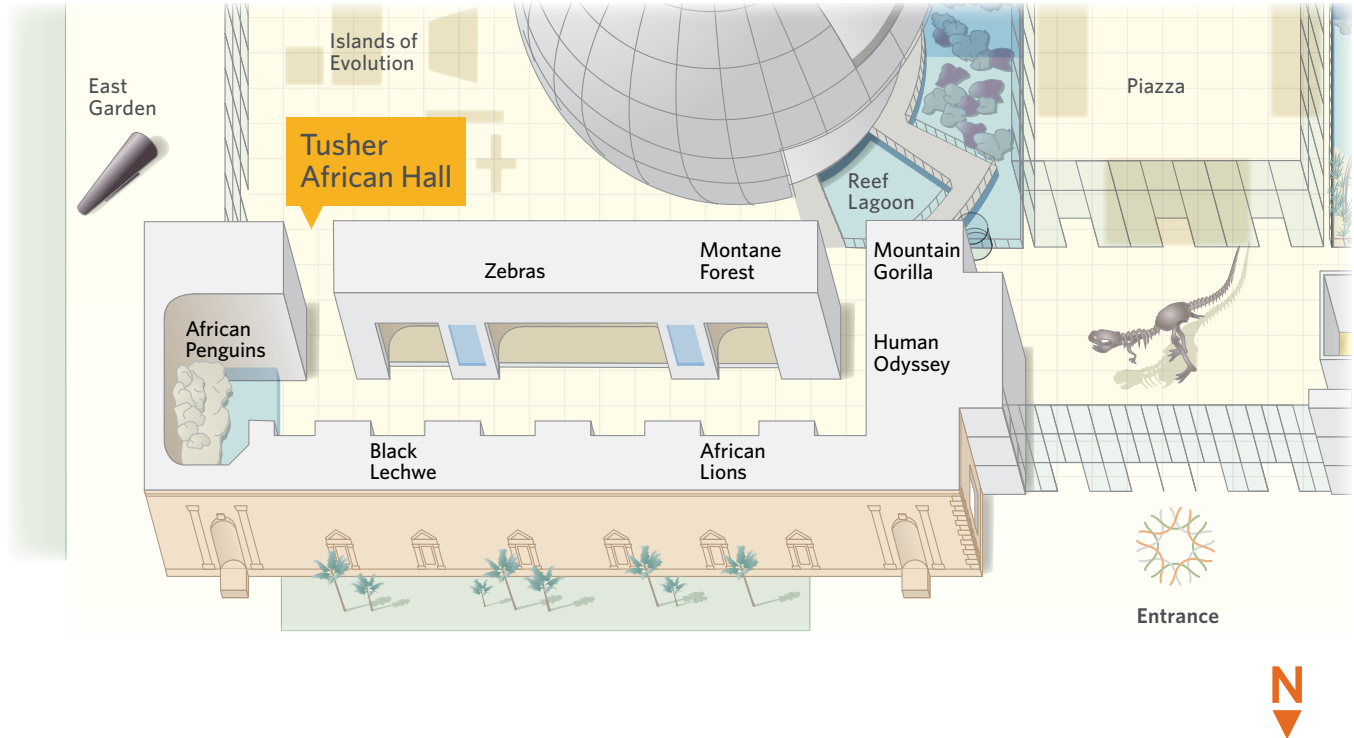 Islands of
Evolution
East
Garden
Piazza
Tusher
African Hall
Reef
Lagoon
Zebras
Montane
Forest
Mountain
Gorilla
African
Penguins
Human
Odyssey
Black
Lechwe
African
Lions
Entrance
N